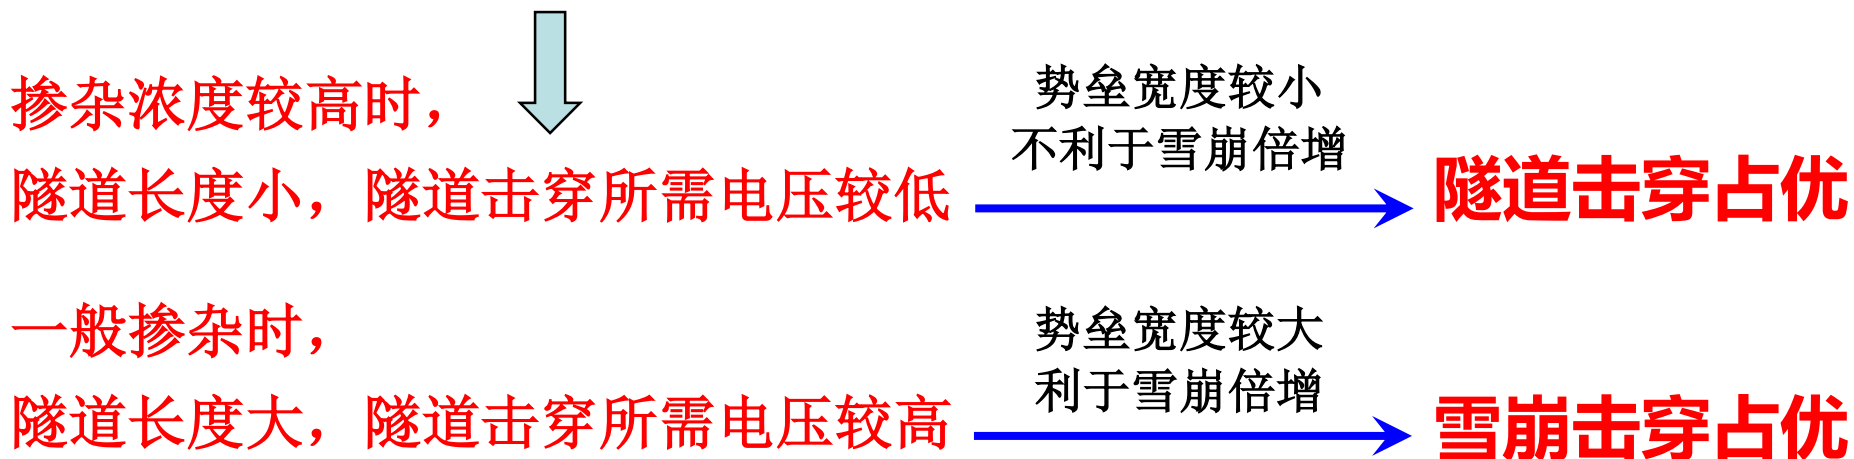 掺杂浓度较高时，
势垒宽度较小
不利于雪崩倍增
隧道长度小，隧道击穿所需电压较低
隧道击穿占优
一般掺杂时，
势垒宽度较大
利于雪崩倍增
隧道长度大，隧道击穿所需电压较高
雪崩击穿占优